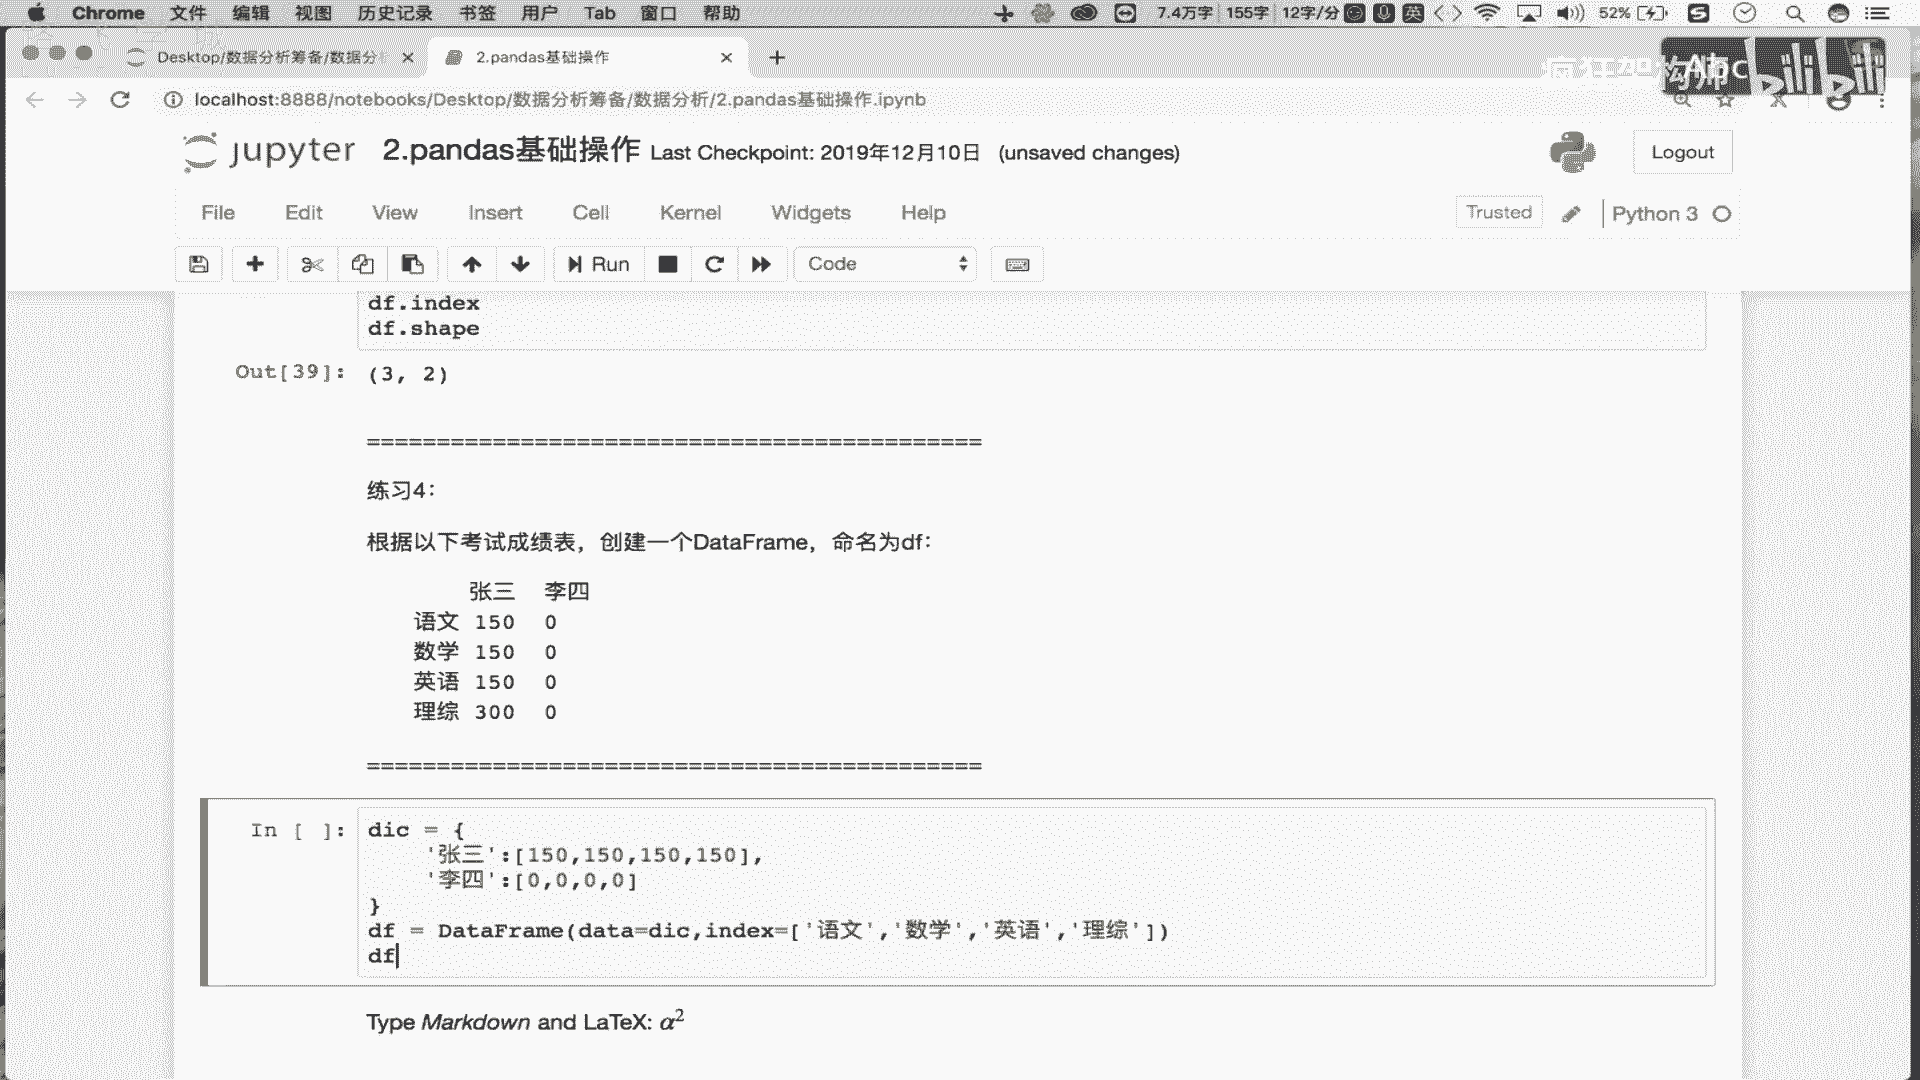 Chrome 文件 编辑 视图 历史记录 书签 用户 Tab 窗口 帮助 7.4万字 155字 12字/分 英 52%
Desktop/数据分析筹备/数据分 2.pandas基础操作
bilibili
localhost:8888/notebooks/Desktop/数据分析筹备/数据分析/2.pandas基础操作.ipynb
jupyter 2.pandas基础操作 Last Checkpoint: 2019年12月10日 (unsaved changes) Logout
File Edit View Insert Cell Kernel Widgets Help Trusted Python 3
Run Code
df.index
df.shape
Out[39]: (3, 2)
============================================
练习4：
根据以下考试成绩表，创建一个DataFrame，命名为df：
张三 李四
语文 150 0
数学 150 0
英语 150 0
理综 300 0
============================================
In [ ]: dic = {
'张三':[150,150,150,150],
'李四':[0,0,0,0]
}
df = DataFrame(data=dic,index=['语文','数学','英语','理综'])
df
Type Markdown and LaTeX: α²